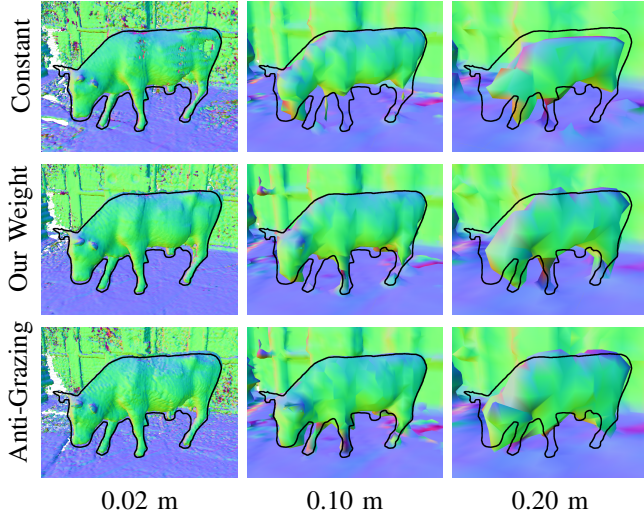 Constant
Our Weight
Anti-Grazing
0.02 m
0.10 m
0.20 m